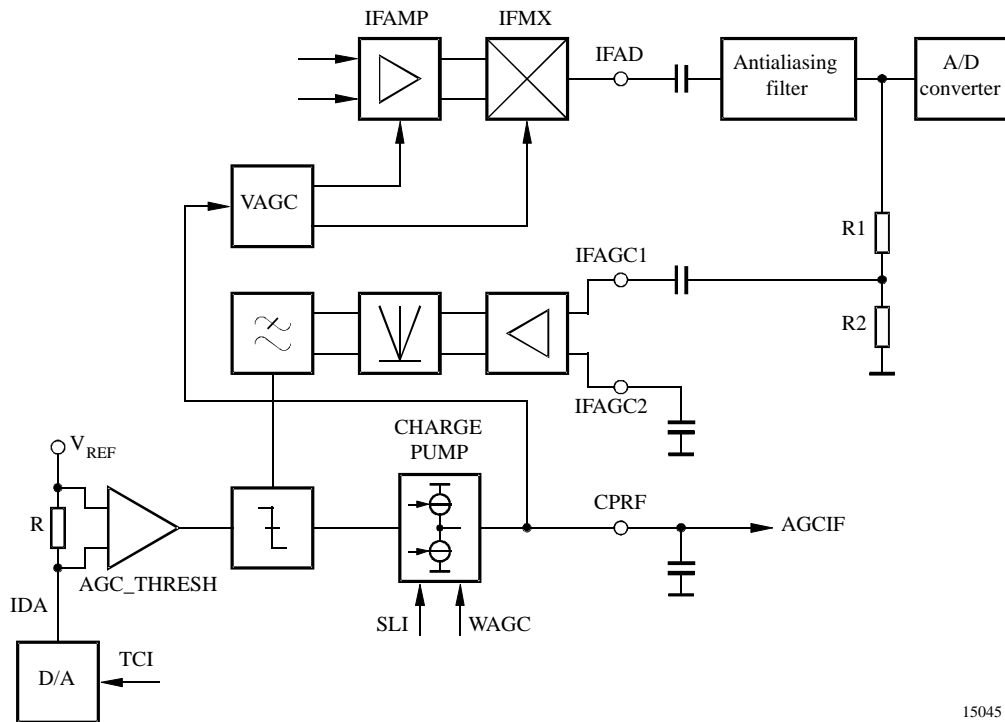 IFAMP
IFMX
IFAD
Antialiasing
filter
A/D
converter
VAGC
R1
IFAGC1
R2
IFAGC2
CHARGE
PUMP
VREF
R
CPRF
AGCIF
AGC_THRESH
IDA
SLI
WAGC
TCI
D/A
15045